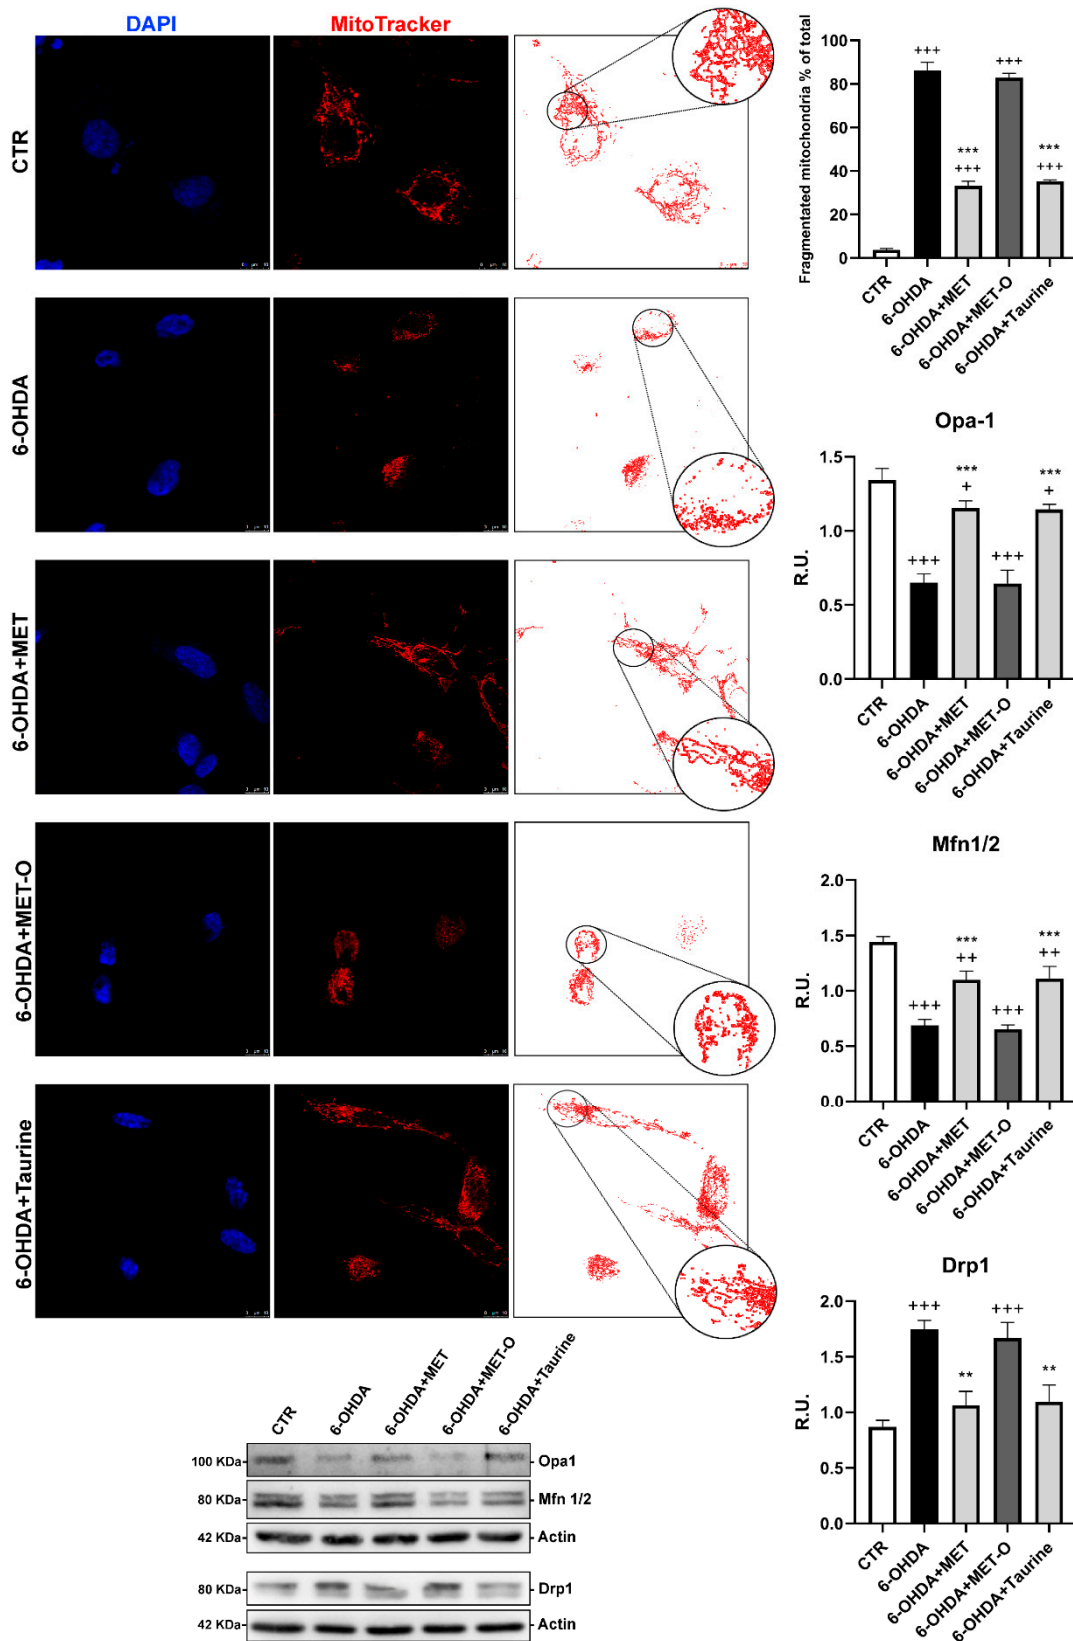 DAPI
MitoTracker
CTR
6-OHDA
6-OHDA+MET
6-OHDA+MET-O
6-OHDA+Taurine
Fragmentated mitochondria % of total
100
80
60
40
20
0
+++
***
+++
+++
***
+++
CTR
6-OHDA
6-OHDA+MET
6-OHDA+MET-O
6-OHDA+Taurine
Opa-1
R.U.
1.5
1.0
0.5
0.0
+++
***
+
+++
***
+
CTR
6-OHDA
6-OHDA+MET
6-OHDA+MET-O
6-OHDA+Taurine
Mfn1/2
R.U.
2.0
1.5
1.0
0.5
0.0
+++
***
++
+++
***
++
CTR
6-OHDA
6-OHDA+MET
6-OHDA+MET-O
6-OHDA+Taurine
Drp1
R.U.
2.0
1.5
1.0
0.5
0.0
+++
**
+++
**
CTR
6-OHDA
6-OHDA+MET
6-OHDA+MET-O
6-OHDA+Taurine
CTR
6-OHDA
6-OHDA+MET
6-OHDA+MET-O
6-OHDA+Taurine
100 KDa- -Opa1
80 KDa- -Mfn 1/2
42 KDa- -Actin
80 KDa- -Drp1
42 KDa- -Actin